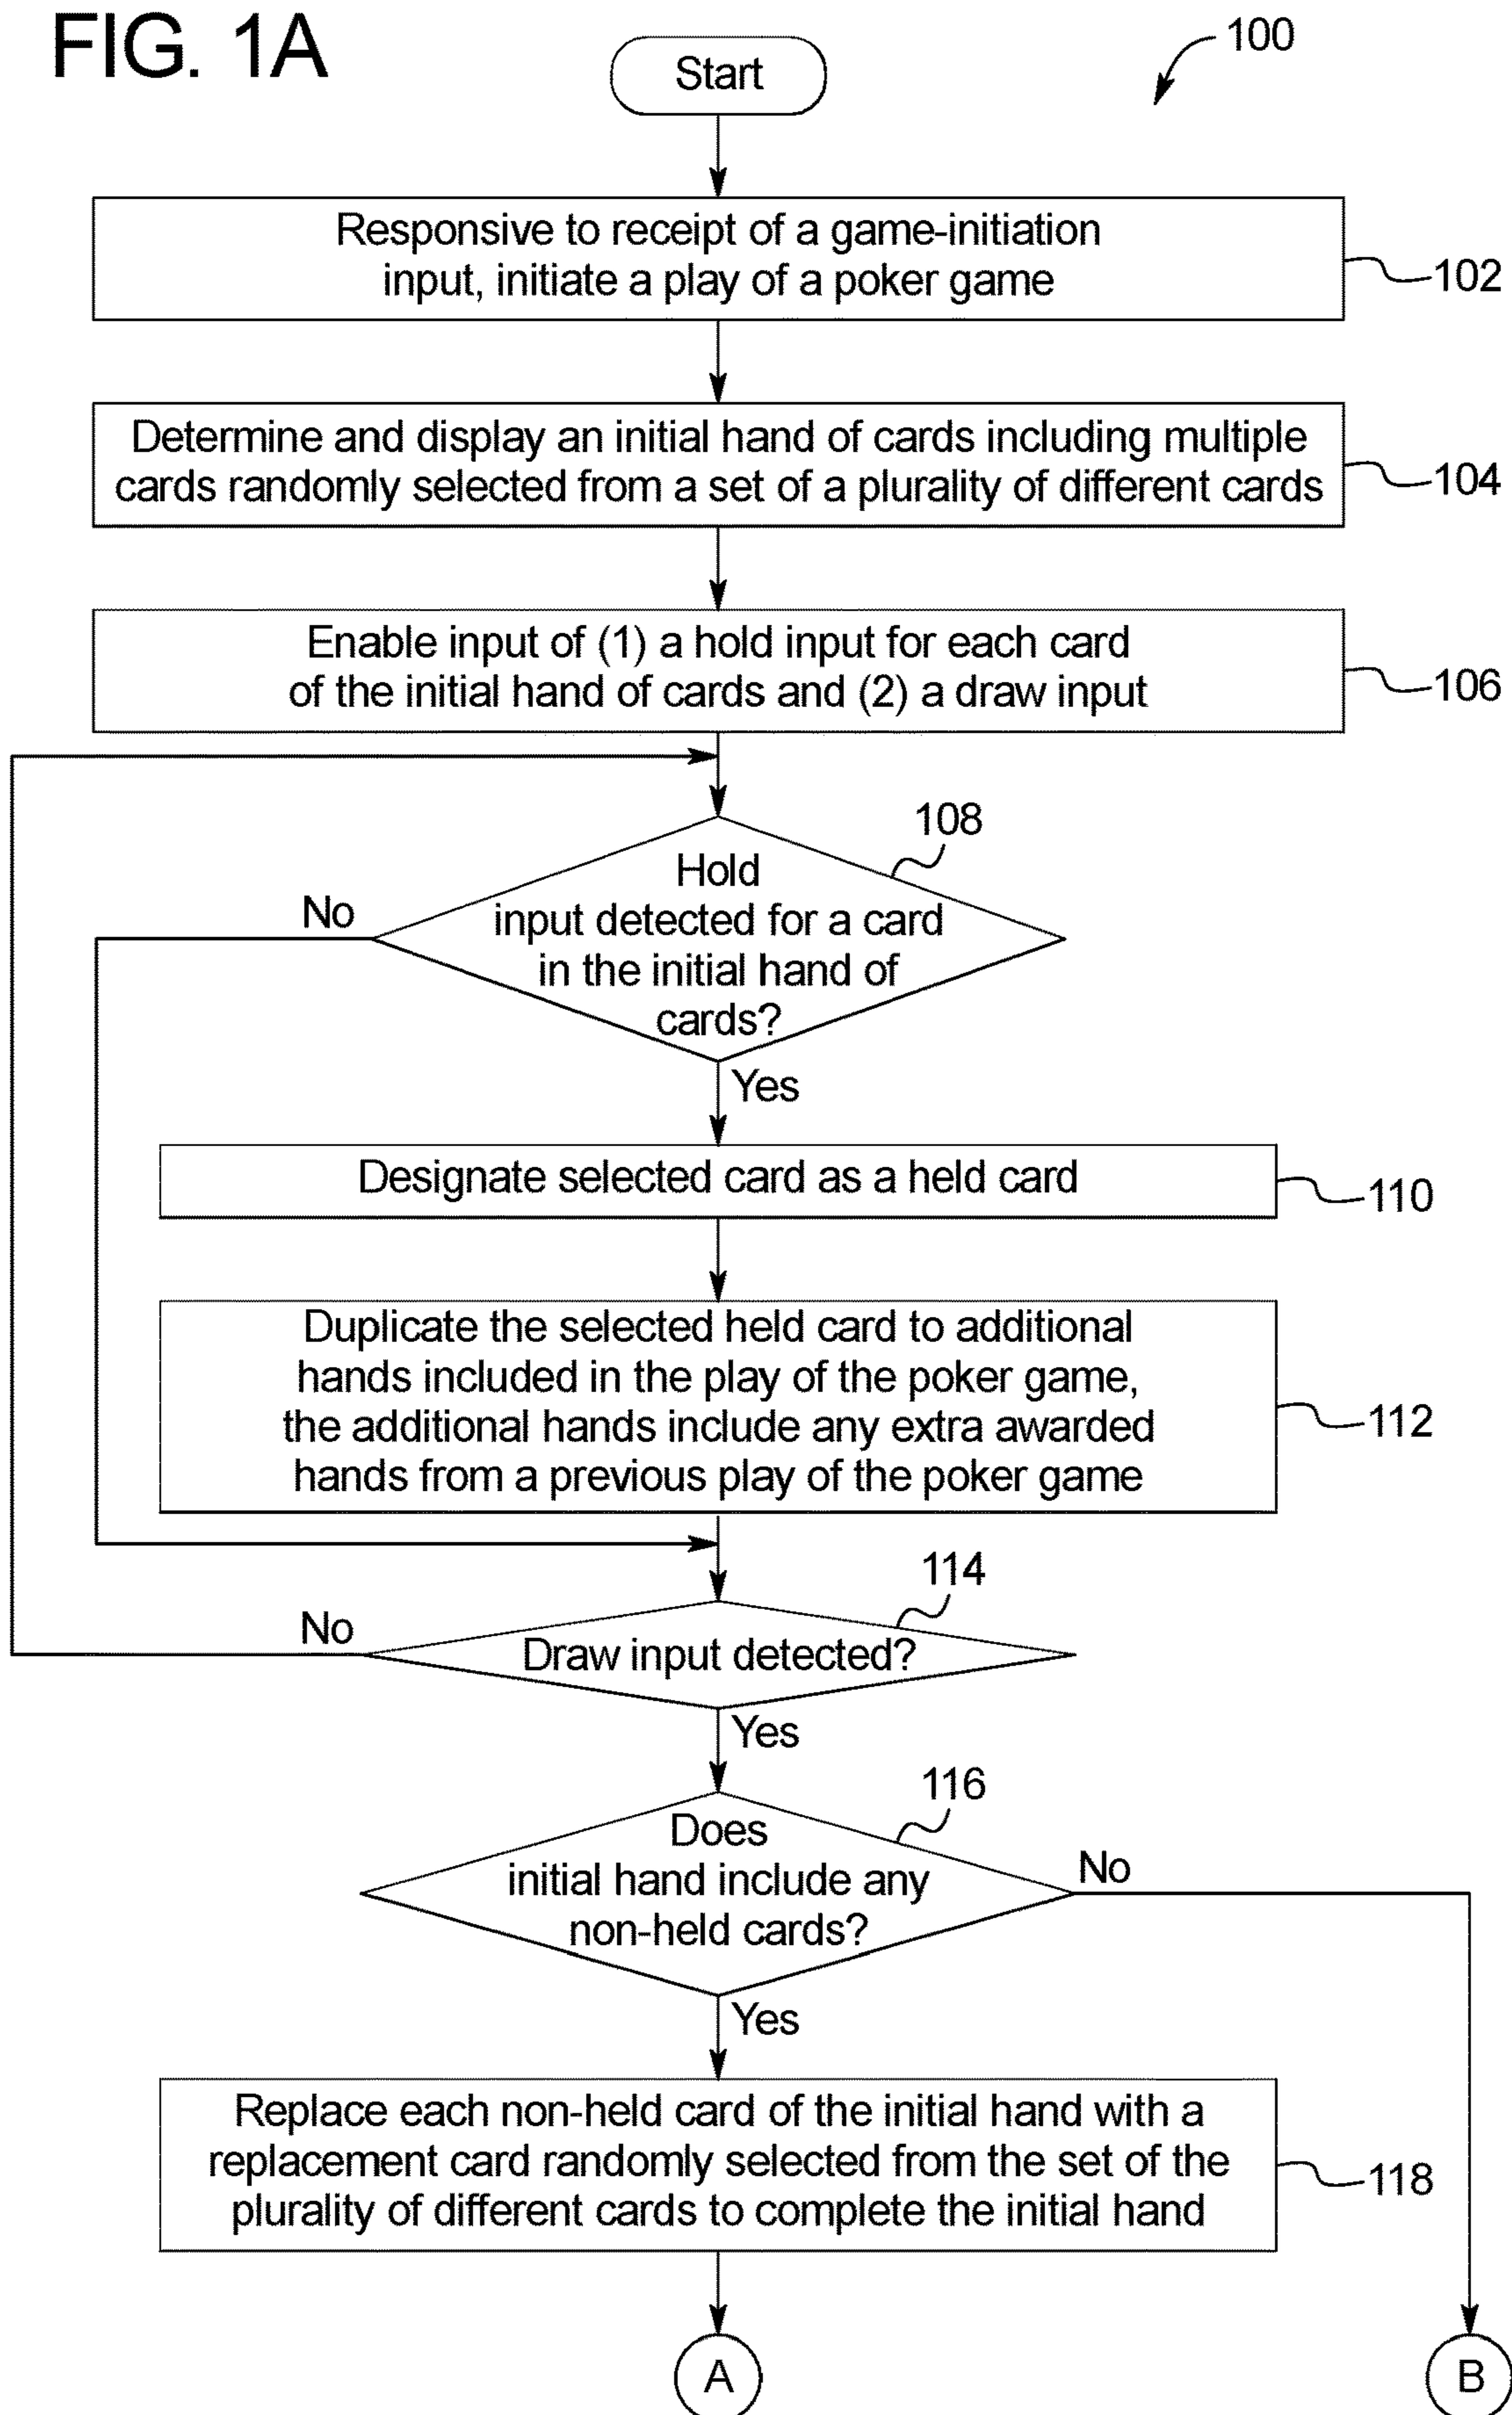 FIG. 1A
100
Start
Responsive to receipt of a game-initiation
input, initiate a play of a poker game
102
Determine and display an initial hand of cards including multiple
cards randomly selected from a set of a plurality of different cards
104
Enable input of (1) a hold input for each card
of the initial hand of cards and (2) a draw input
106
108
Hold
input detected for a card
in the initial hand of
cards?
No
Yes
Designate selected card as a held card
110
Duplicate the selected held card to additional
hands included in the play of the poker game,
the additional hands include any extra awarded
hands from a previous play of the poker game
112
114
No
Draw input detected?
Yes
116
Does
initial hand include any
non-held cards?
No
Yes
Replace each non-held card of the initial hand with a
replacement card randomly selected from the set of the
plurality of different cards to complete the initial hand
118
A
B